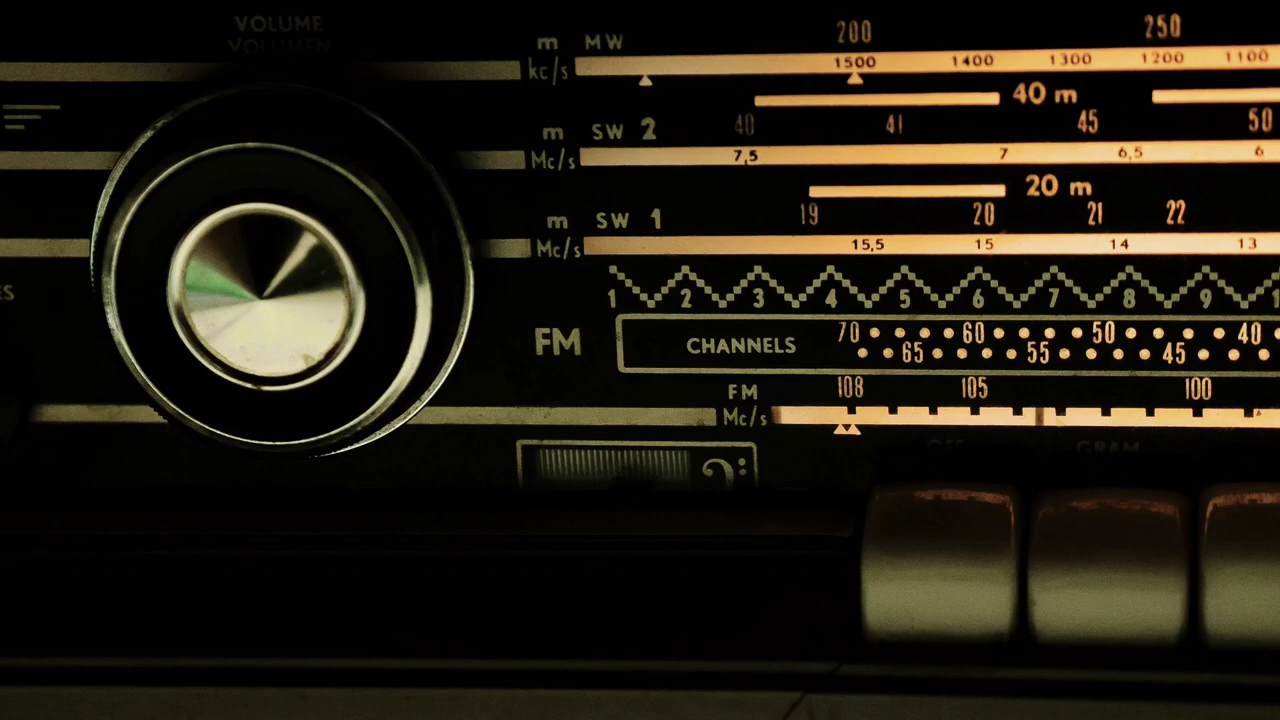 VOLUME
VOLUMEN
m MW 200 250
kc/s 1500 1400 1300 1200 1100
40 m
m SW 2 40 41 45 50
Mc/s 7,5 7 6,5 6
20 m
m SW 1 19 20 21 22
Mc/s 15,5 15 14 13
ES
1 2 3 4 5 6 7 8 9 1
FM CHANNELS 70 60 50 40
65 55 45
FM 108 105 100
Mc/s
GRAM